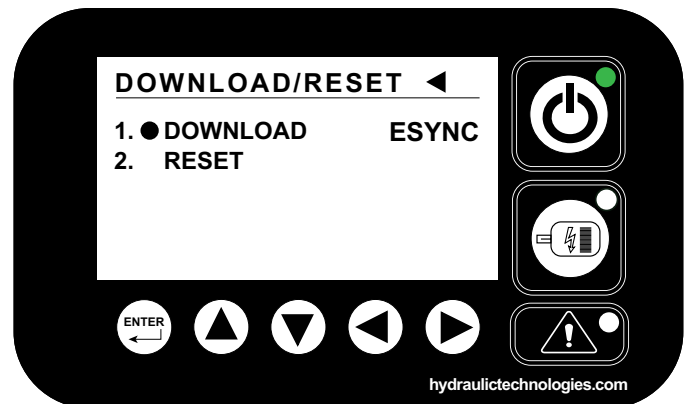 DOWNLOAD/RESET ◀
1. ● DOWNLOAD ESYNC
2. RESET
ENTER
hydraulictechnologies.com